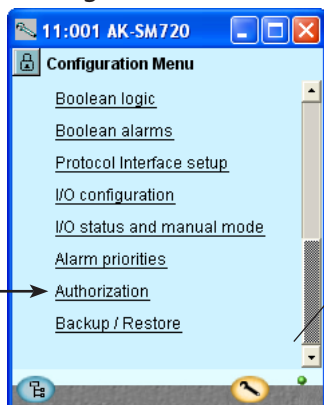 11:001 AK-SM720
Configuration Menu
Boolean logic
Boolean alarms
Protocol Interface setup
I/O configuration
I/O status and manual mode
Alarm priorities
Authorization
Backup / Restore